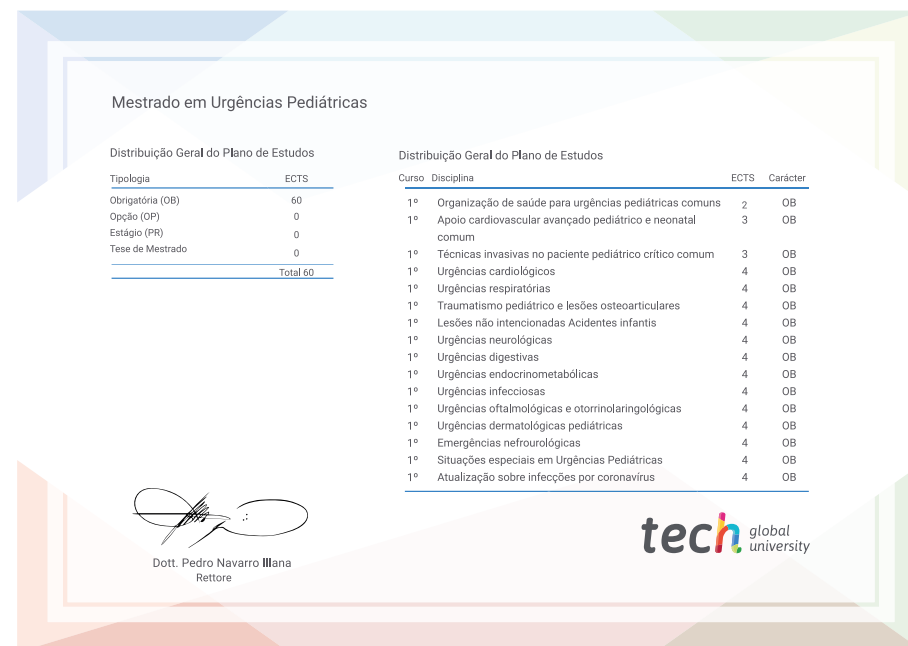 Mestrado em Urgências Pediátricas
Distribuição Geral do Plano de Estudos
Tipologia ECTS
Obrigatória (OB) 60
Opção (OP) 0
Estágio (PR) 0
Tese de Mestrado 0
Total 60
Distribuição Geral do Plano de Estudos
Curso Disciplina ECTS Carácter
1º Organização de saúde para urgências pediátricas comuns 2 OB
1º Apoio cardiovascular avançado pediátrico e neonatal 3 OB
comum
1º Técnicas invasivas no paciente pediátrico crítico comum 3 OB
1º Urgências cardiológicos 4 OB
1º Urgências respiratórias 4 OB
1º Traumatismo pediátrico e lesões osteoarticulares 4 OB
1º Lesões não intencionadas Acidentes infantis 4 OB
1º Urgências neurológicas 4 OB
1º Urgências digestivas 4 OB
1º Urgências endocrinometabólicas 4 OB
1º Urgências infecciosas 4 OB
1º Urgências oftalmológicas e otorrinolaringológicas 4 OB
1º Urgências dermatológicas pediátricas 4 OB
1º Emergências nefrourológicas 4 OB
1º Situações especiais em Urgências Pediátricas 4 OB
1º Atualização sobre infecções por coronavírus 4 OB
Dott. Pedro Navarro Illana
Rettore
tech global
university